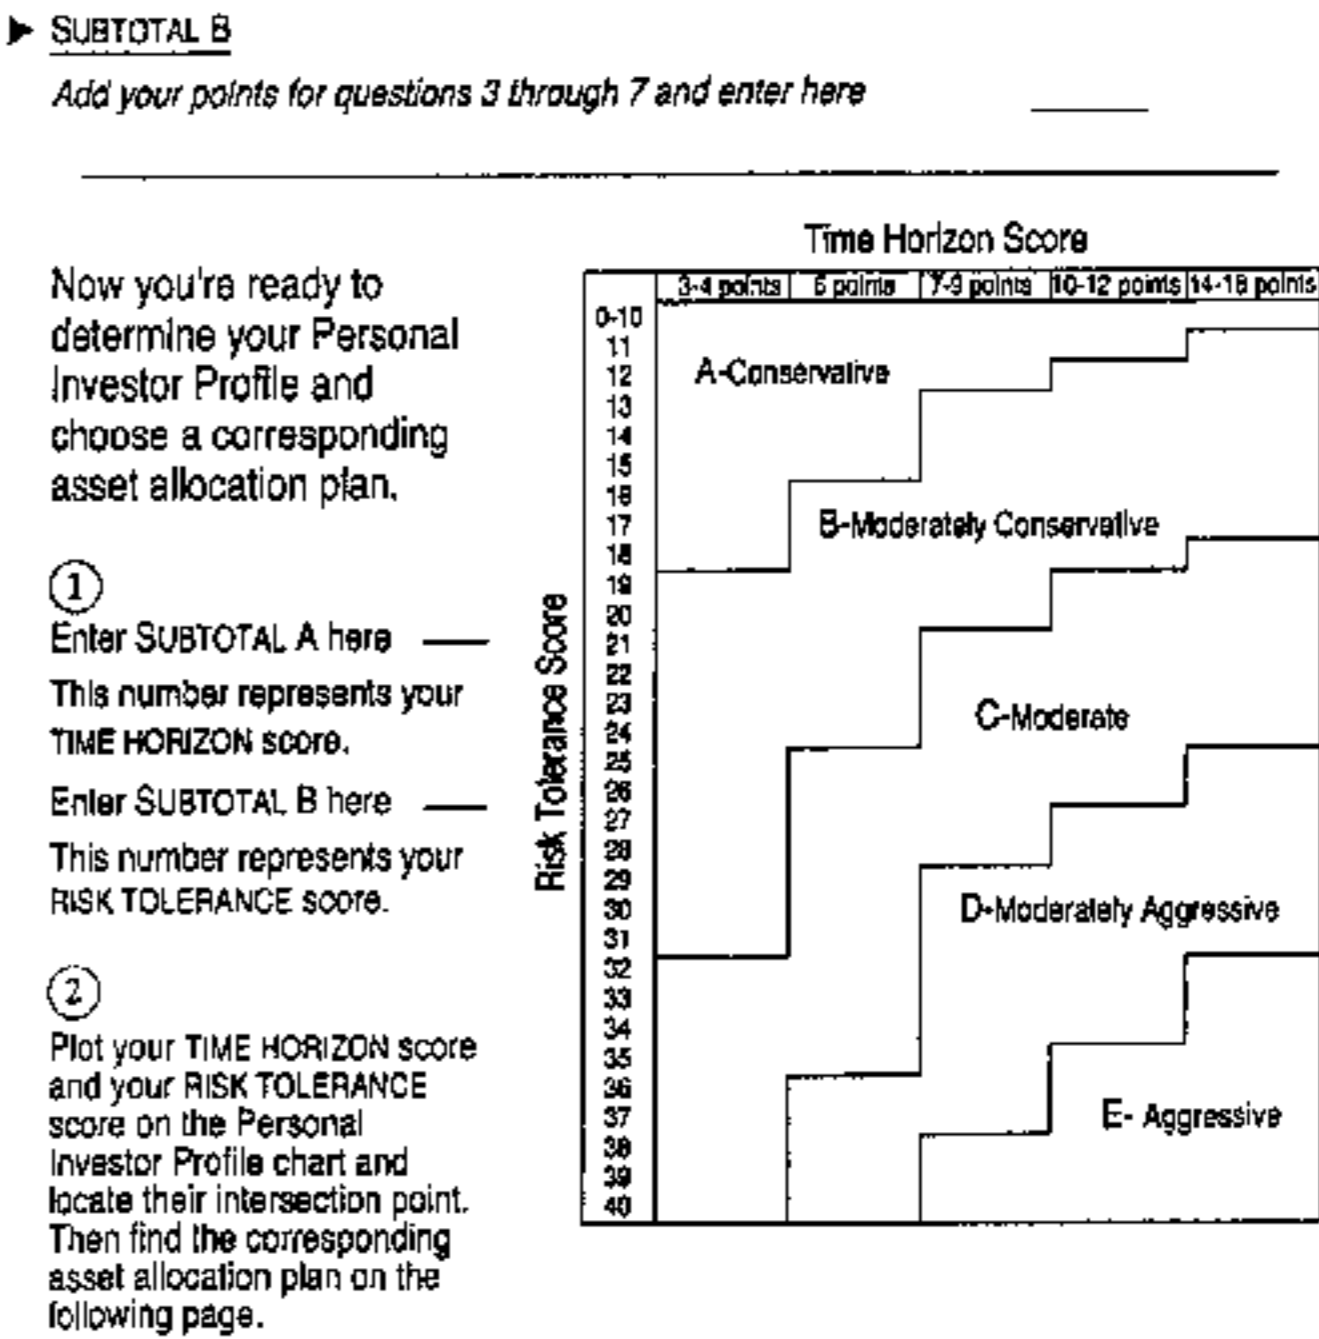 ► SUBTOTAL B
Add your points for questions 3 through 7 and enter here
Now you're ready to
determine your Personal
Investor Profile and
choose a corresponding
asset allocation plan.
1
Enter SUBTOTAL A here
This number represents your
TIME HORIZON score.
Enter SUBTOTAL B here
This number represents your
RISK TOLERANCE score.
2
Plot your TIME HORIZON score
and your RISK TOLERANCE
score on the Personal
Investor Profile chart and
locate their intersection point.
Then find the corresponding
asset allocation plan on the
following page.
Time Horizon Score
3-4 points points 7-9 points 10-12 points points
Risk Tolerance Score
0-10
11
12
13
14
15
16
17
18
19
20
21
22
23
24
25
26
27
28
29
30
31
32
33
34
35
36
37
38
39
40
A-Conservative
B-Moderately Conservative
C-Moderate
D-Moderately Aggressive
E- Aggressive